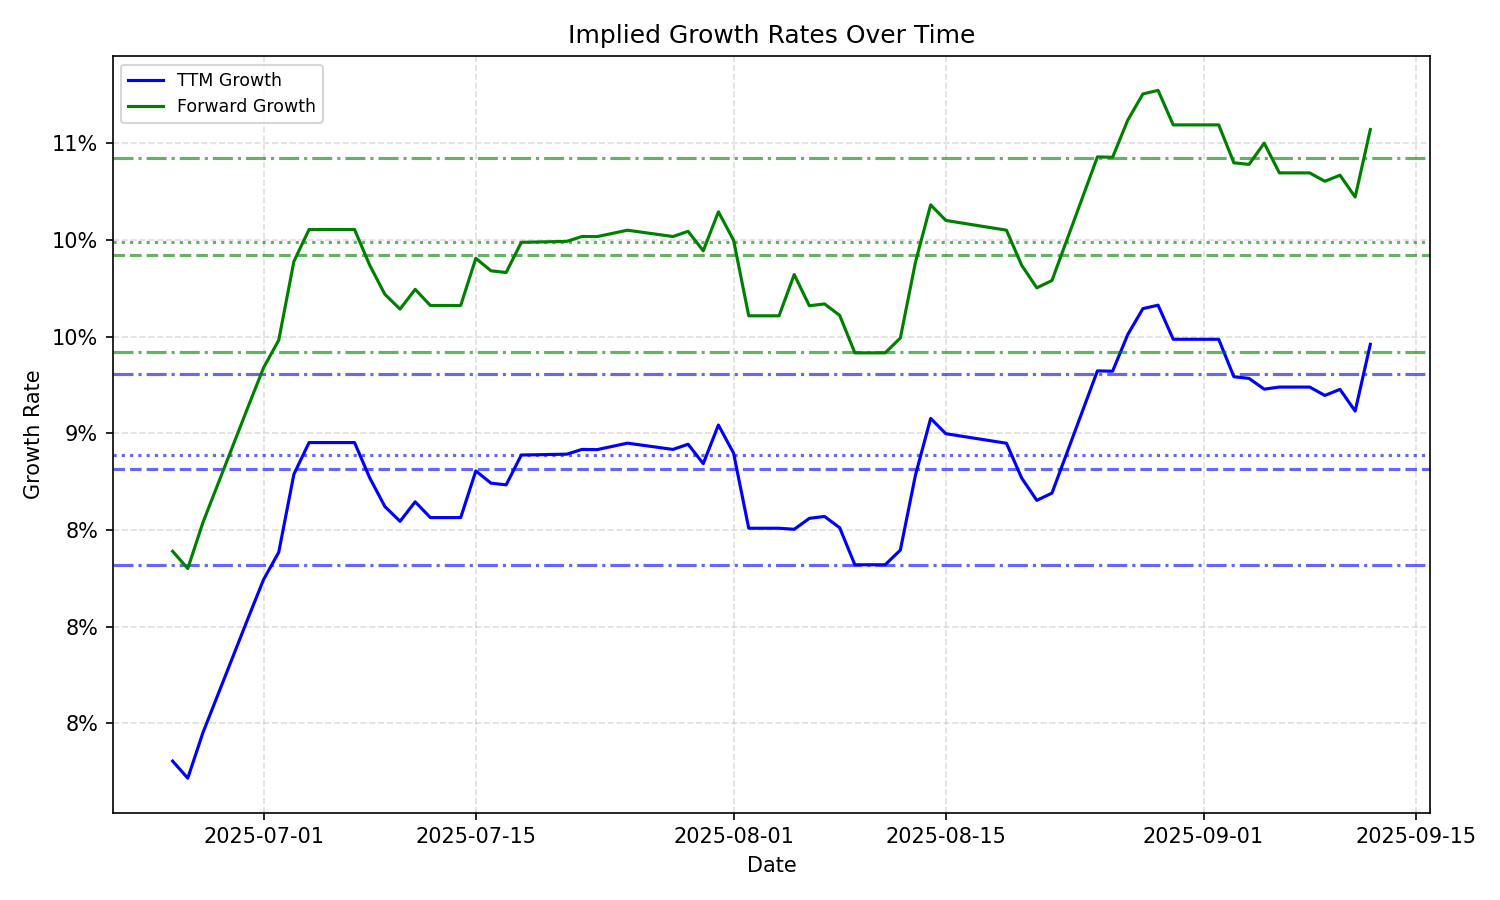 Implied Growth Rates Over Time
TTM Growth
Forward Growth
11%
10%
10%
9%
8%
8%
8%
Growth Rate
2025-07-01
2025-07-15
2025-08-01
2025-08-15
2025-09-01
2025-09-15
Date